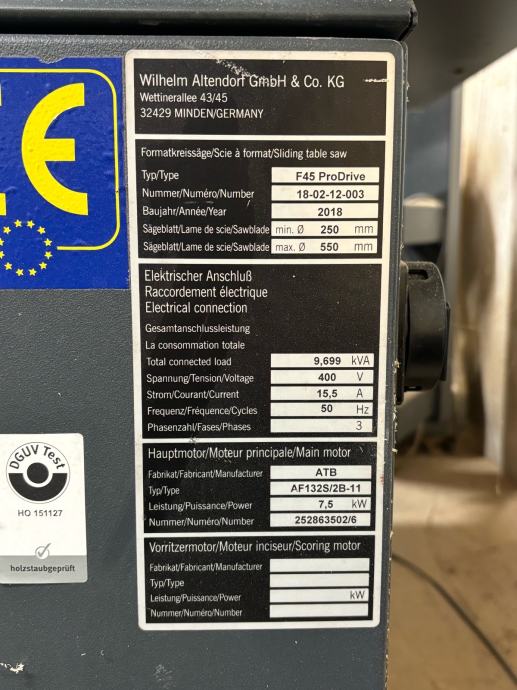 CE
Wilhelm Altendorf GmbH & Co. KG
Wettinerallee 43/45
32429 MINDEN/GERMANY
Formatkreissäge/Scie à format/Sliding table saw
Typ/Type F45 ProDrive
Nummer/Numéro/Number 18-02-12-003
Baujahr/Année/Year 2018
Sägeblatt/Lame de scie/Sawblade min. Ø 250 mm
Sägeblatt/Lame de scie/Sawblade max. Ø 550 mm
Elektrischer Anschluß
Raccordement électrique
Electrical connection
Gesamtanschlussleistung
La consommation totale
Total connected load 9,699 kVA
Spannung/Tension/Voltage 400 V
Strom/Courant/Current 15,5 A
Frequenz/Fréquence/Cycles 50 Hz
Phasenzahl/Fases/Phases 3
Hauptmotor/Moteur principale/Main motor
Fabrikat/Fabricant/Manufacturer ATB
Typ/Type AF132S/2B-11
Leistung/Puissance/Power 7,5 kW
Nummer/Numéro/Number 252863502/6
Vorritzermotor/Moteur inciseur/Scoring motor
Fabrikat/Fabricant/Manufacturer
Typ/Type
Leistung/Puissance/Power kW
Nummer/Numéro/Number
DGUV Test
HO 151127
holzstaubgeprüft